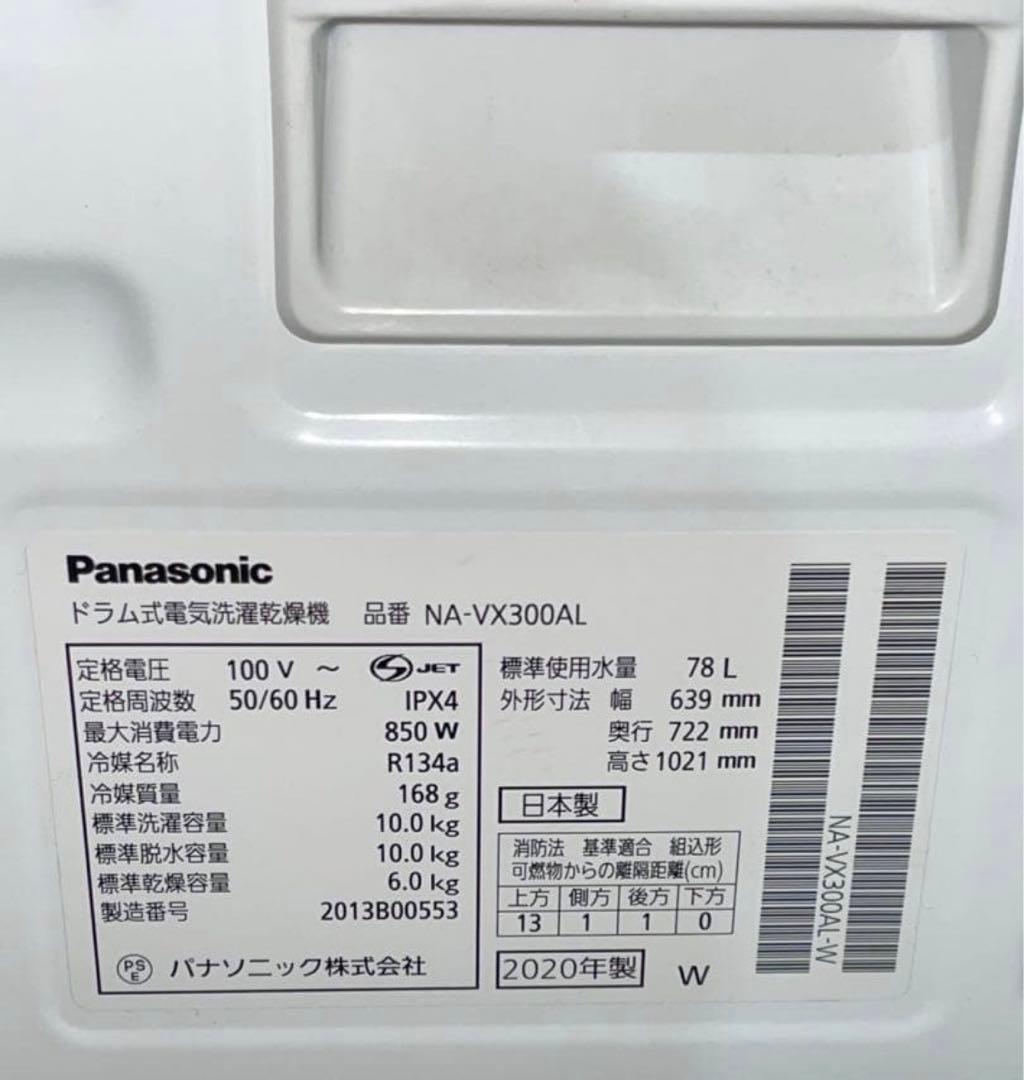 Panasonic
ドラム式電気洗濯乾燥機 品番 NA-VX300AL
定格電圧 100 V ~ S JET
定格周波数 50/60 Hz IPX4
最大消費電力 850 W
冷媒名称 R134a
冷媒質量 168 g
標準洗濯容量 10.0 kg
標準脱水容量 10.0 kg
標準乾燥容量 6.0 kg
製造番号 2013B00553
PS E パナソニック株式会社
標準使用水量 78 L
外形寸法 幅 639 mm
奥行 722 mm
高さ 1021 mm
日本製
消防法 基準適合 組込形
可燃物からの離隔距離(cm)
上方 側方 後方 下方
13 1 1 0
2020年製 W
NA-VX300AL-W